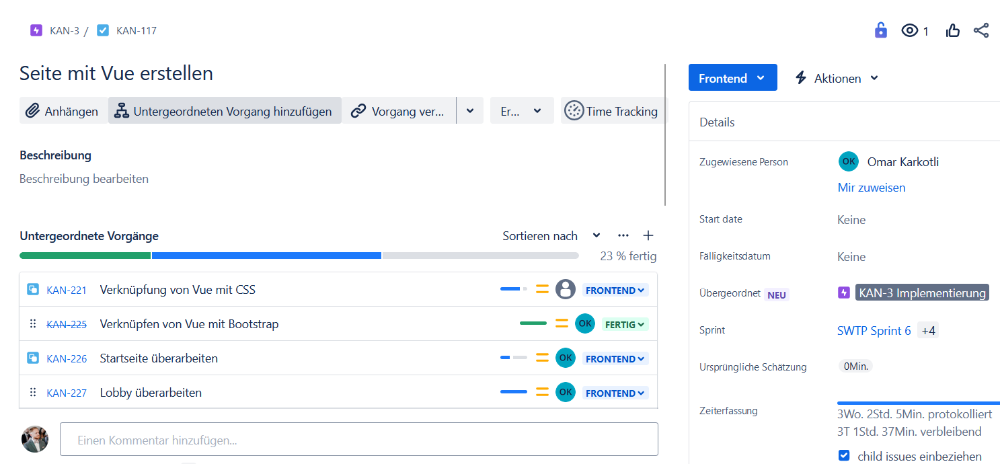 KAN-3 / KAN-117
1
Seite mit Vue erstellen
Anhängen
Untergeordneten Vorgang hinzufügen
Vorgang ver...
Er...
Time Tracking
Beschreibung
Beschreibung bearbeiten
Untergeordnete Vorgänge
Sortieren nach
23 % fertig
KAN-221 Verknüpfung von Vue mit CSS FRONTEND
KAN-225 Verknüpfen von Vue mit Bootstrap OK FERTIG
KAN-226 Startseite überarbeiten OK FRONTEND
KAN-227 Lobby überarbeiten OK FRONTEND
Einen Kommentar hinzufügen...
Frontend
Aktionen
Details
Zugewiesene Person OK Omar Karkotli
Mir zuweisen
Start date Keine
Fälligkeitsdatum Keine
Übergeordnet NEU KAN-3 Implementierung
Sprint SWTP Sprint 6 +4
Ursprüngliche Schätzung 0Min.
Zeiterfassung
3Wo. 2Std. 5Min. protokolliert
3T 1Std. 37Min. verbleibend
child issues einbeziehen